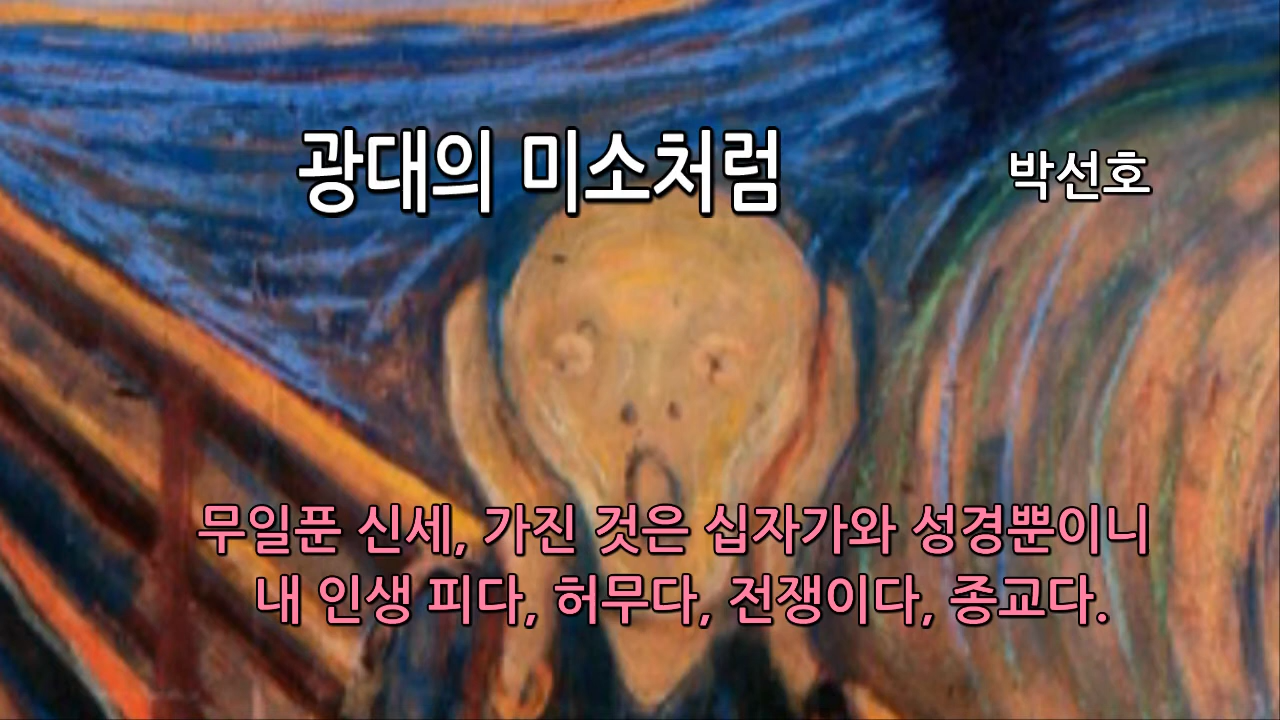 광대의 미소처럼 박선호
무일푼 신세, 가진 것은 십자가와 성경뿐이니
내 인생 피다, 허무다, 전쟁이다, 종교다.